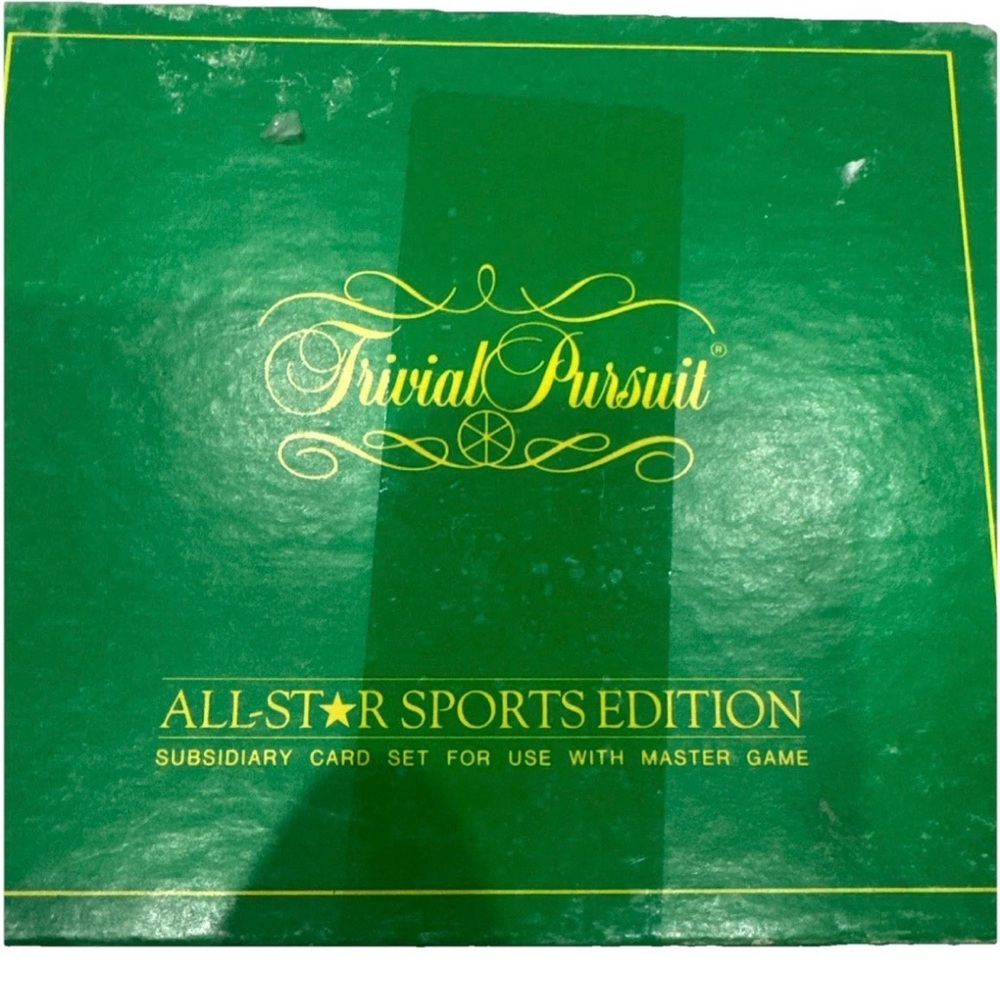 Trivial Pursuit®
ALL-ST★R SPORTS EDITION
SUBSIDIARY CARD SET FOR USE WITH MASTER GAME